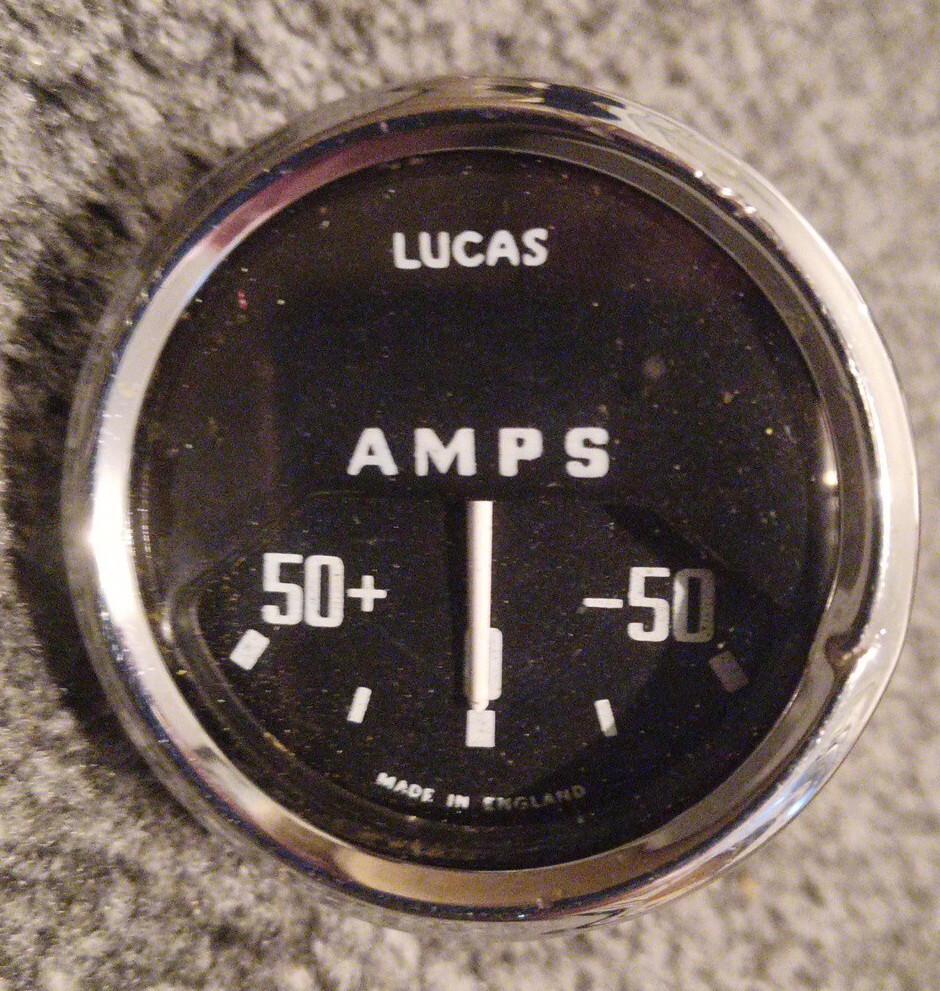 LUCAS
AMPS
50+ -50
MADE IN ENGLAND